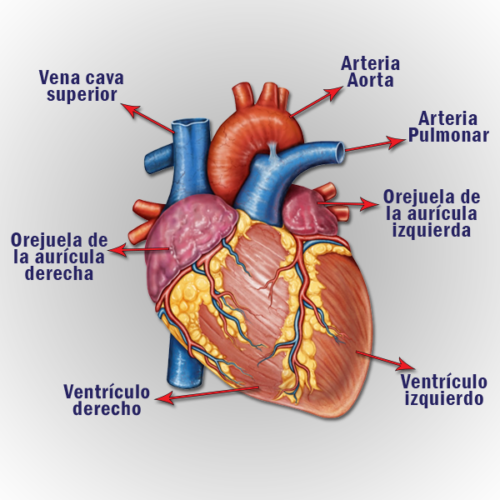 Vena cava
superior
Arteria
Aorta
Arteria
Pulmonar
Orejuela de
la aurícula
izquierda
Orejuela de
la aurícula
derecha
Ventrículo
izquierdo
Ventrículo
derecho